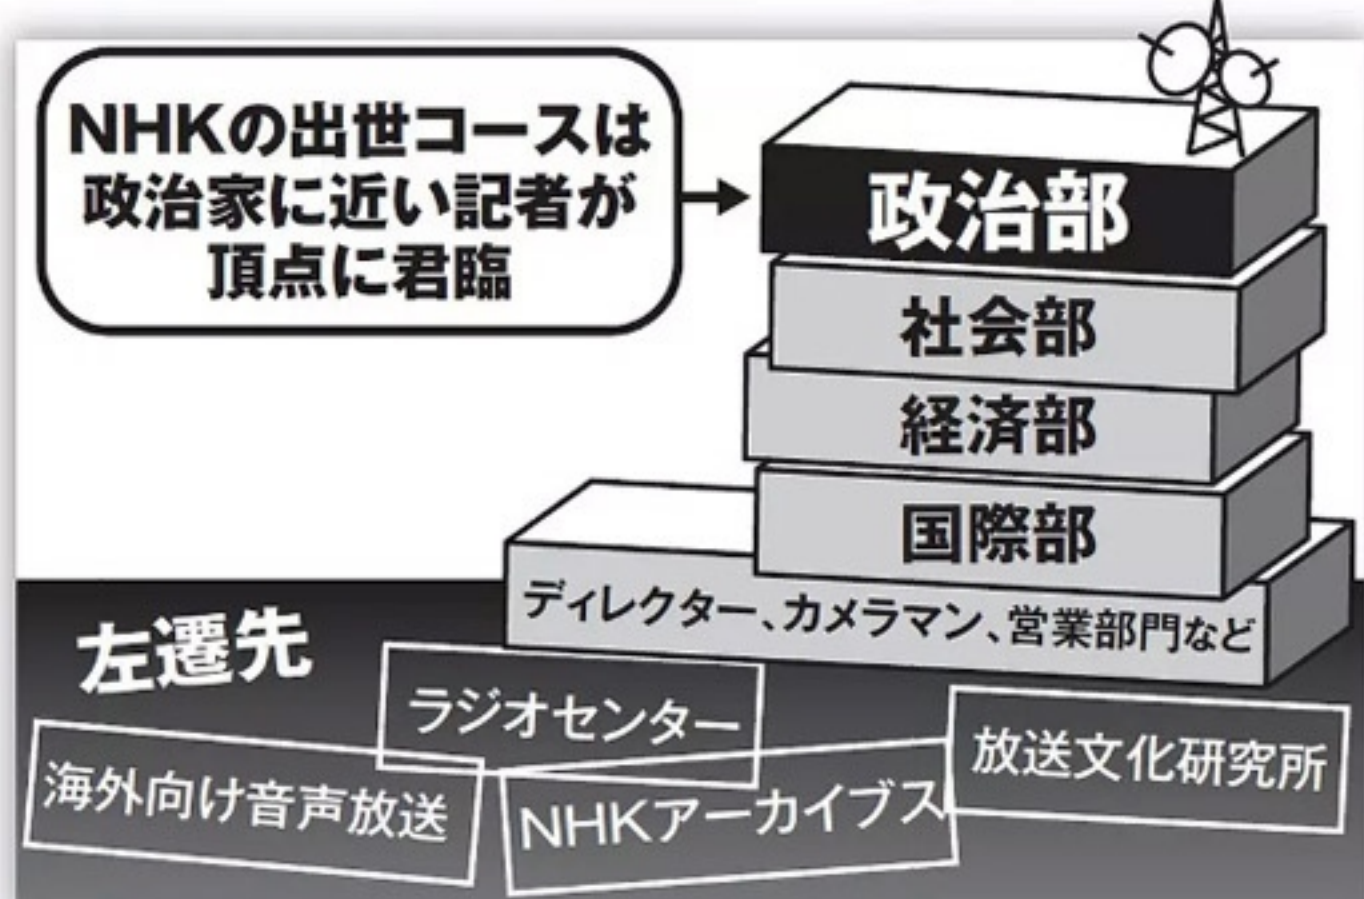 NHKの出世コースは
政治家に近い記者が
頂点に君臨
政治部
社会部
経済部
国際部
ディレクター、カメラマン、営業部門など
左遷先
ラジオセンター
放送文化研究所
海外向け音声放送
NHKアーカイブス